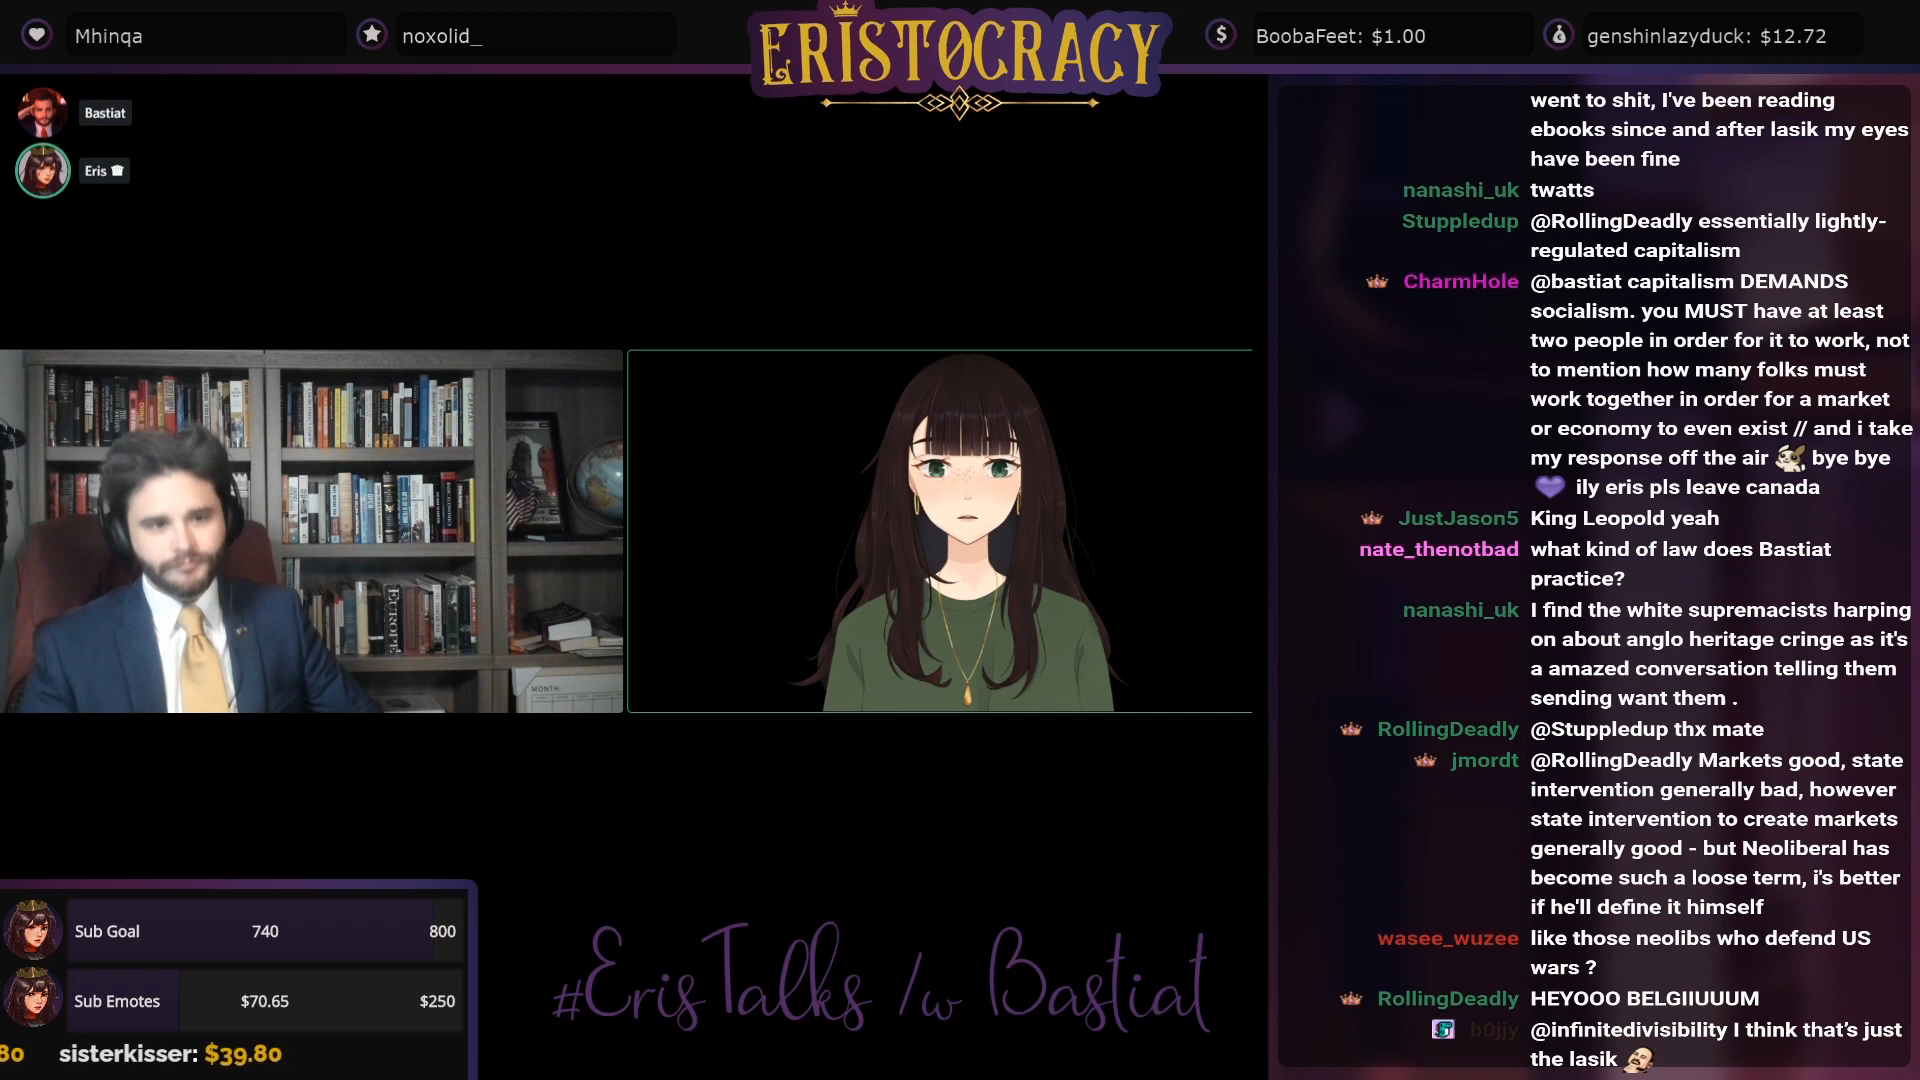 Mhinqa
noxolid_
ERISTOCRACY
BoobaFeet: $1.00
genshinlazyduck: $12.72
Bastiat
Eris
EUROPE
MONTH:
went to shit, I've been reading
ebooks since and after lasik my eyes
have been fine
nanashi_uk twatts
Stuppledup @RollingDeadly essentially lightly-
regulated capitalism
CharmHole @bastiat capitalism DEMANDS
socialism. you MUST have at least
two people in order for it to work, not
to mention how many folks must
work together in order for a market
or economy to even exist // and i take
my response off the air bye bye
ily eris pls leave canada
JustJason5 King Leopold yeah
nate_thenotbad what kind of law does Bastiat
practice?
nanashi_uk I find the white supremacists harping
on about anglo heritage cringe as it's
a amazed conversation telling them
sending want them .
RollingDeadly @Stuppledup thx mate
jmordt @RollingDeadly Markets good, state
intervention generally bad, however
state intervention to create markets
generally good - but Neoliberal has
become such a loose term, i's better
if he'll define it himself
wasee_wuzee like those neolibs who defend US
wars ?
RollingDeadly HEYOOO BELGIIUUUM
b0jjy @infinitedivisibility I think that's just
the lasik
Sub Goal 740 800
Sub Emotes $70.65 $250
80 sisterkisser: $39.80
#ErisTalks /w Bastiat